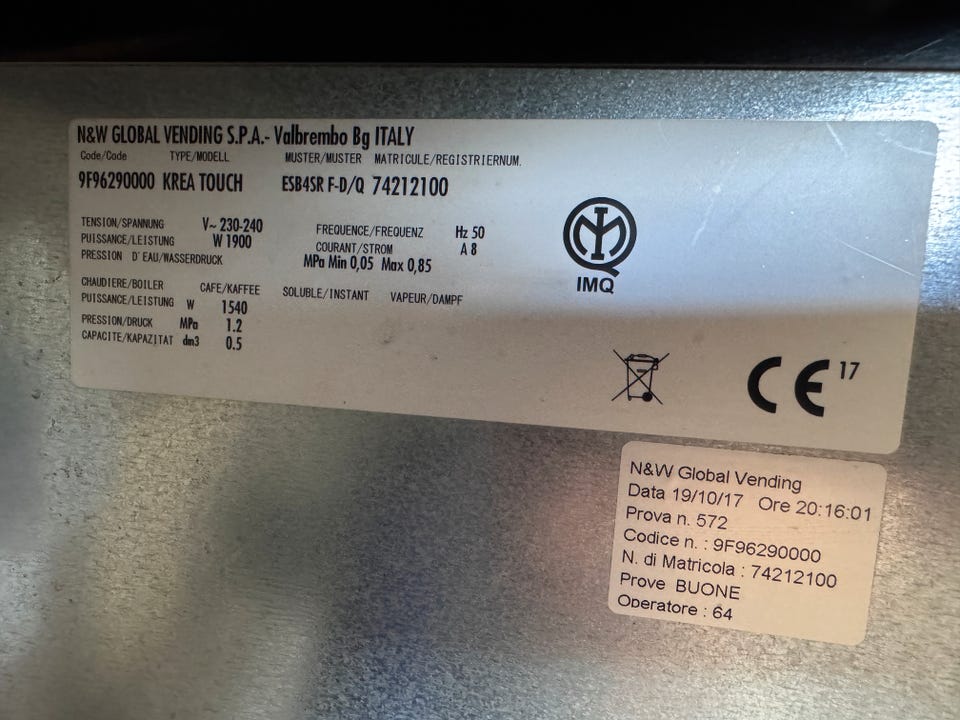 N&W GLOBAL VENDING S.P.A.- Valbrembo Bg ITALY
Code/Code TYPE/MODELL MUSTER/MUSTER MATRICULE/REGISTRIERNUM.
9F96290000 KREA TOUCH ESB4SR F-D/Q 74212100
TENSION/SPANNUNG V~ 230-240 FREQUENCE/FREQUENZ Hz 50
PUISSANCE/LEISTUNG W 1900 COURANT/STROM A 8
PRESSION D'EAU/WASSERDRUCK MPa Min 0,05 Max 0,85
CHAUDIERE/BOILER CAFE/KAFFEE SOLUBLE/INSTANT VAPEUR/DAMPF
PUISSANCE/LEISTUNG W 1540
PRESSION/DRUCK MPa 1.2
CAPACITE/KAPAZITAT dm3 0.5
IMQ
CE 17
N&W Global Vending
Data 19/10/17 Ore 20:16:01
Prova n. 572
Codice n. : 9F96290000
N. di Matricola : 74212100
Prove BUONE
Operatore : 64